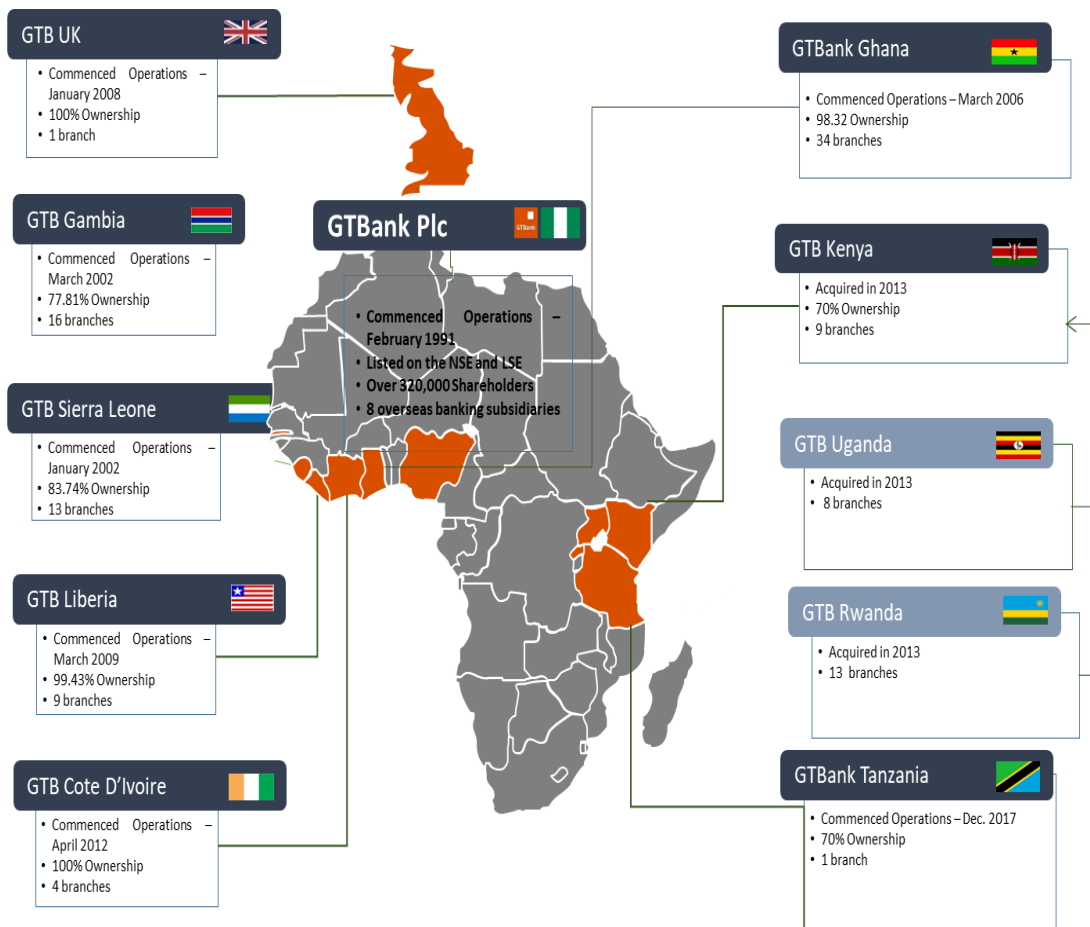 GTB UK
• Commenced Operations –
January 2008
• 100% Ownership
• 1 branch
GTB Gambia
• Commenced Operations –
March 2002
• 77.81% Ownership
• 16 branches
GTB Sierra Leone
• Commenced Operations –
January 2002
• 83.74% Ownership
• 13 branches
GTB Liberia
• Commenced Operations –
March 2009
• 99.43% Ownership
• 9 branches
GTB Cote D’Ivoire
• Commenced Operations –
April 2012
• 100% Ownership
• 4 branches
GTBank Plc
GTBank
• Commenced Operations –
February 1991
• Listed on the NSE and LSE
• Over 320,000 Shareholders
• 8 overseas banking subsidiaries
GTBank Ghana
• Commenced Operations – March 2006
• 98.32 Ownership
• 34 branches
GTB Kenya
• Acquired in 2013
• 70% Ownership
• 9 branches
GTB Uganda
• Acquired in 2013
• 8 branches
GTB Rwanda
• Acquired in 2013
• 13 branches
GTBank Tanzania
• Commenced Operations – Dec. 2017
• 70% Ownership
• 1 branch